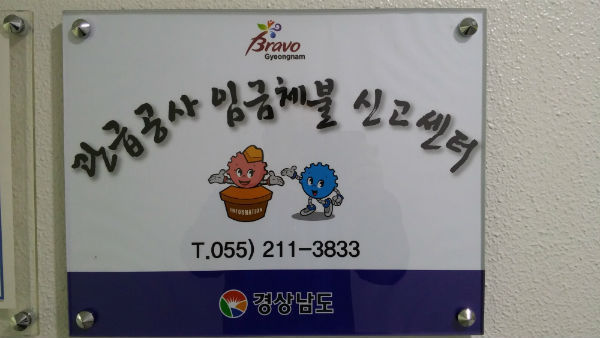 Bravo
Gyeongnam
관급공사 임금체불 신고센터
INFORMATION
T.055) 211-3833
경상남도